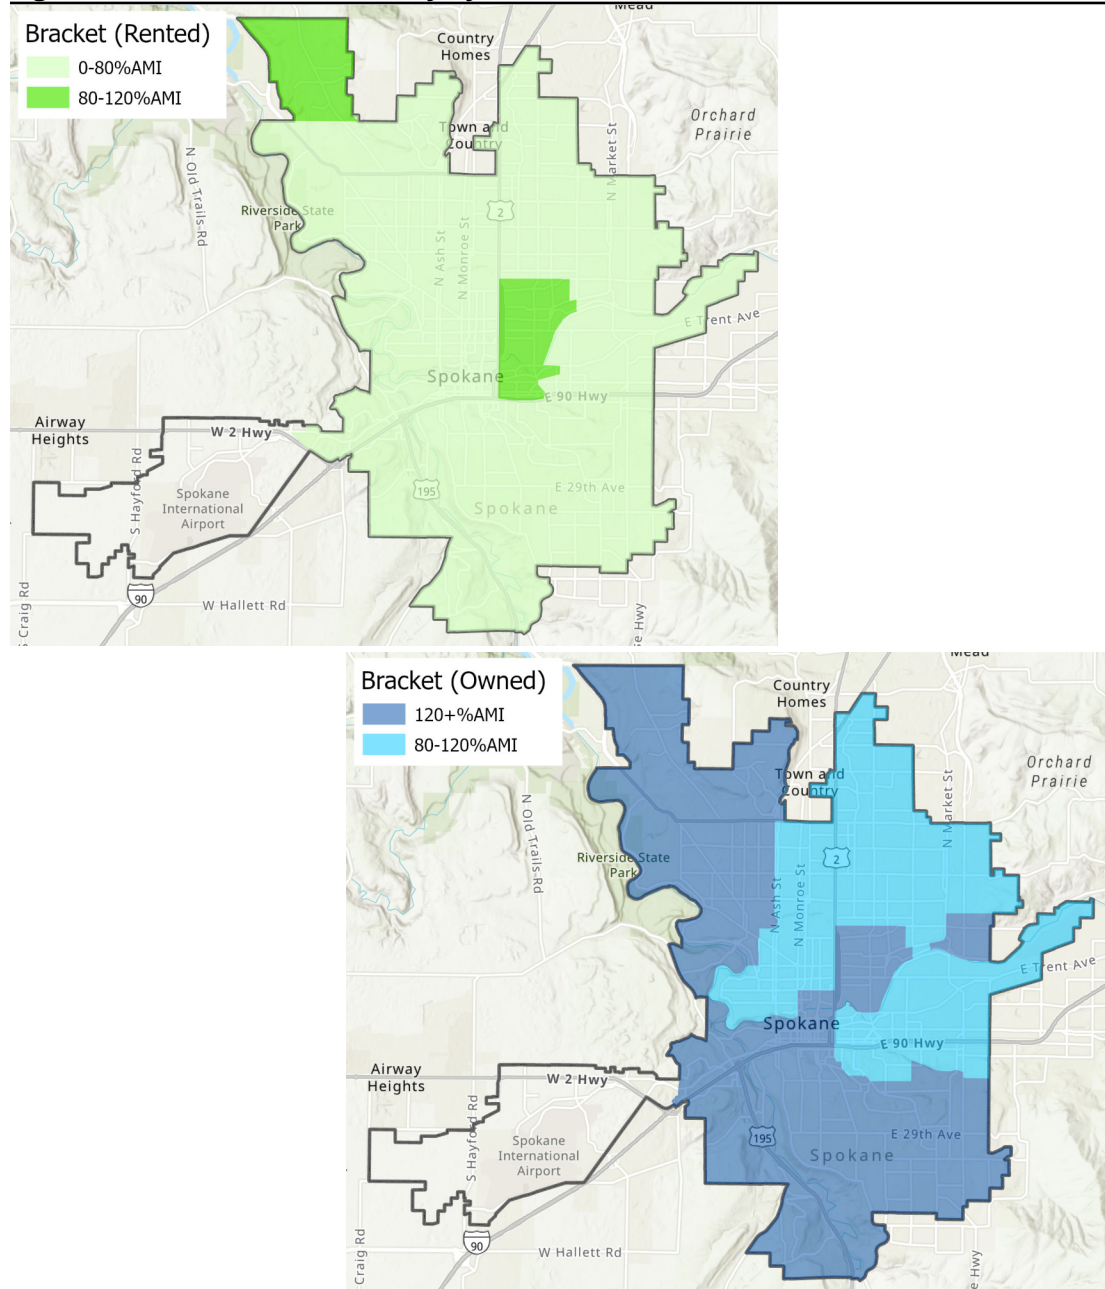 Mead
Bracket (Rented)
0-80%AMI
80-120%AMI
Country
Homes
Town and
Country
Orchard
Prairie
N Market St
N Old Trails Rd
Riverside State
Park
2
N Ash St
N Monroe St
E Trent Ave
Spokane
E 90 Hwy
Airway
Heights
W 2 Hwy
S Hayford Rd
Spokane
International
Airport
195
E 29th Ave
Spokane
90
W Hallett Rd
S Craig Rd
ge Hwy
Mead
Bracket (Owned)
120+%AMI
80-120%AMI
Country
Homes
Town and
Country
Orchard
Prairie
N Market St
N Old Trails Rd
Riverside State
Park
2
N Ash St
N Monroe St
E Trent Ave
Spokane
E 90 Hwy
Airway
Heights
W 2 Hwy
S Hayford Rd
Spokane
International
Airport
195
E 29th Ave
Spokane
90
W Hallett Rd
Craig Rd
e Hwy